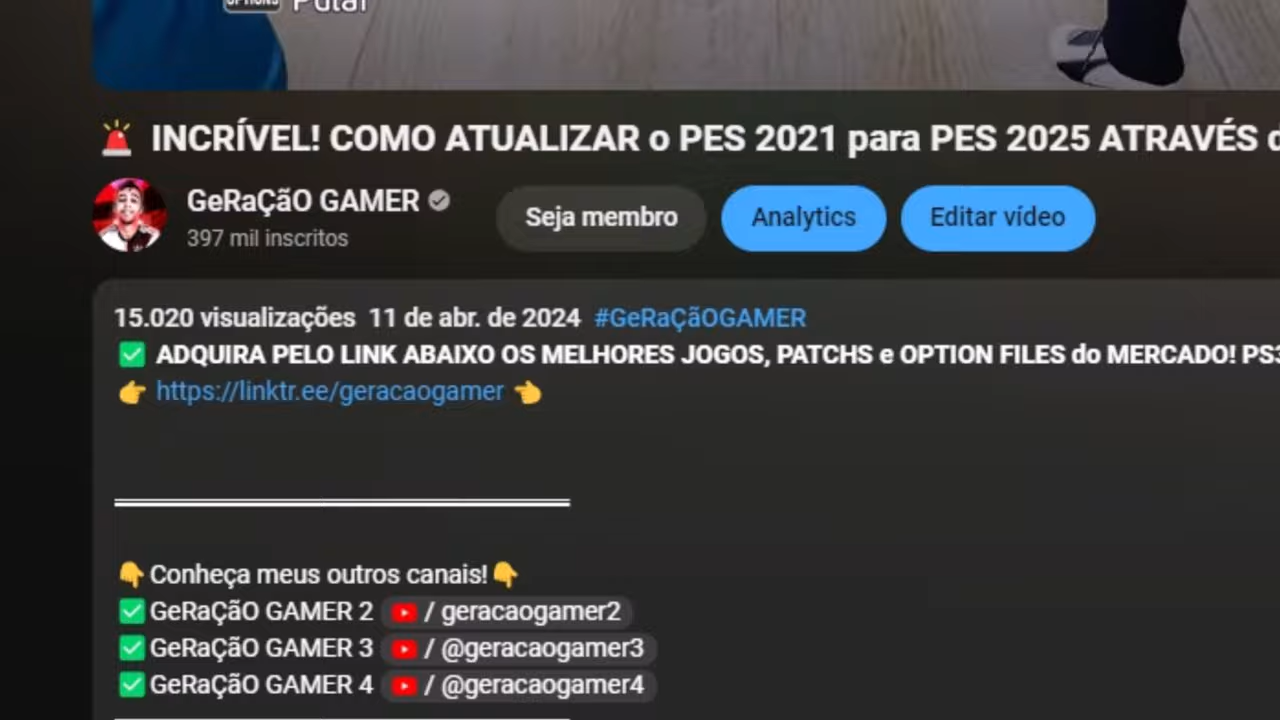 OPTIONS Pular
🚨 INCRÍVEL! COMO ATUALIZAR o PES 2021 para PES 2025 ATRAVÉS
GeRaÇãO GAMER
397 mil inscritos
Seja membro
Analytics
Editar vídeo
15.020 visualizações 11 de abr. de 2024 #GeRaÇãOGAMER
✅ ADQUIRA PELO LINK ABAIXO OS MELHORES JOGOS, PATCHS e OPTION FILES do MERCADO! PS3
👉 https://linktr.ee/geracaogamer 👈
👇Conheça meus outros canais!👇
✅GeRaÇãO GAMER 2 / geracaogamer2
✅GeRaÇãO GAMER 3 / @geracaogamer3
✅GeRaÇãO GAMER 4 / @geracaogamer4